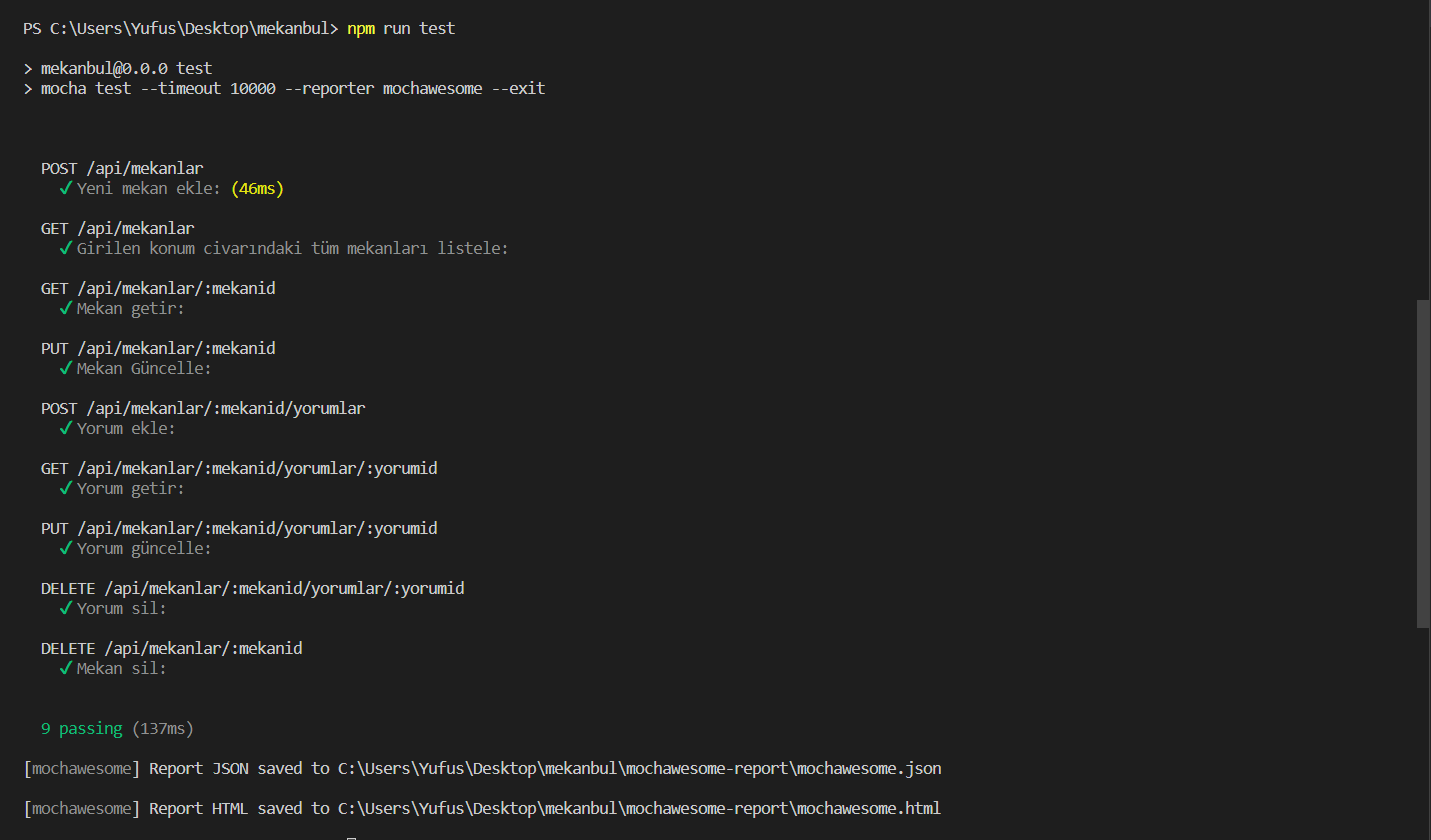 PS C:\Users\Yufus\Desktop\mekanbul> npm run test
> mekanbul@0.0.0 test
> mocha test --timeout 10000 --reporter mochawesome --exit
POST /api/mekanlar
✓ Yeni mekan ekle: (46ms)
GET /api/mekanlar
✓ Girilen konum civarındaki tüm mekanları listele:
GET /api/mekanlar/:mekanid
✓ Mekan getir:
PUT /api/mekanlar/:mekanid
✓ Mekan Güncelle:
POST /api/mekanlar/:mekanid/yorumlar
✓ Yorum ekle:
GET /api/mekanlar/:mekanid/yorumlar/:yorumid
✓ Yorum getir:
PUT /api/mekanlar/:mekanid/yorumlar/:yorumid
✓ Yorum güncelle:
DELETE /api/mekanlar/:mekanid/yorumlar/:yorumid
✓ Yorum sil:
DELETE /api/mekanlar/:mekanid
✓ Mekan sil:
9 passing (137ms)
[mochawesome] Report JSON saved to C:\Users\Yufus\Desktop\mekanbul\mochawesome-report\mochawesome.json
[mochawesome] Report HTML saved to C:\Users\Yufus\Desktop\mekanbul\mochawesome-report\mochawesome.html